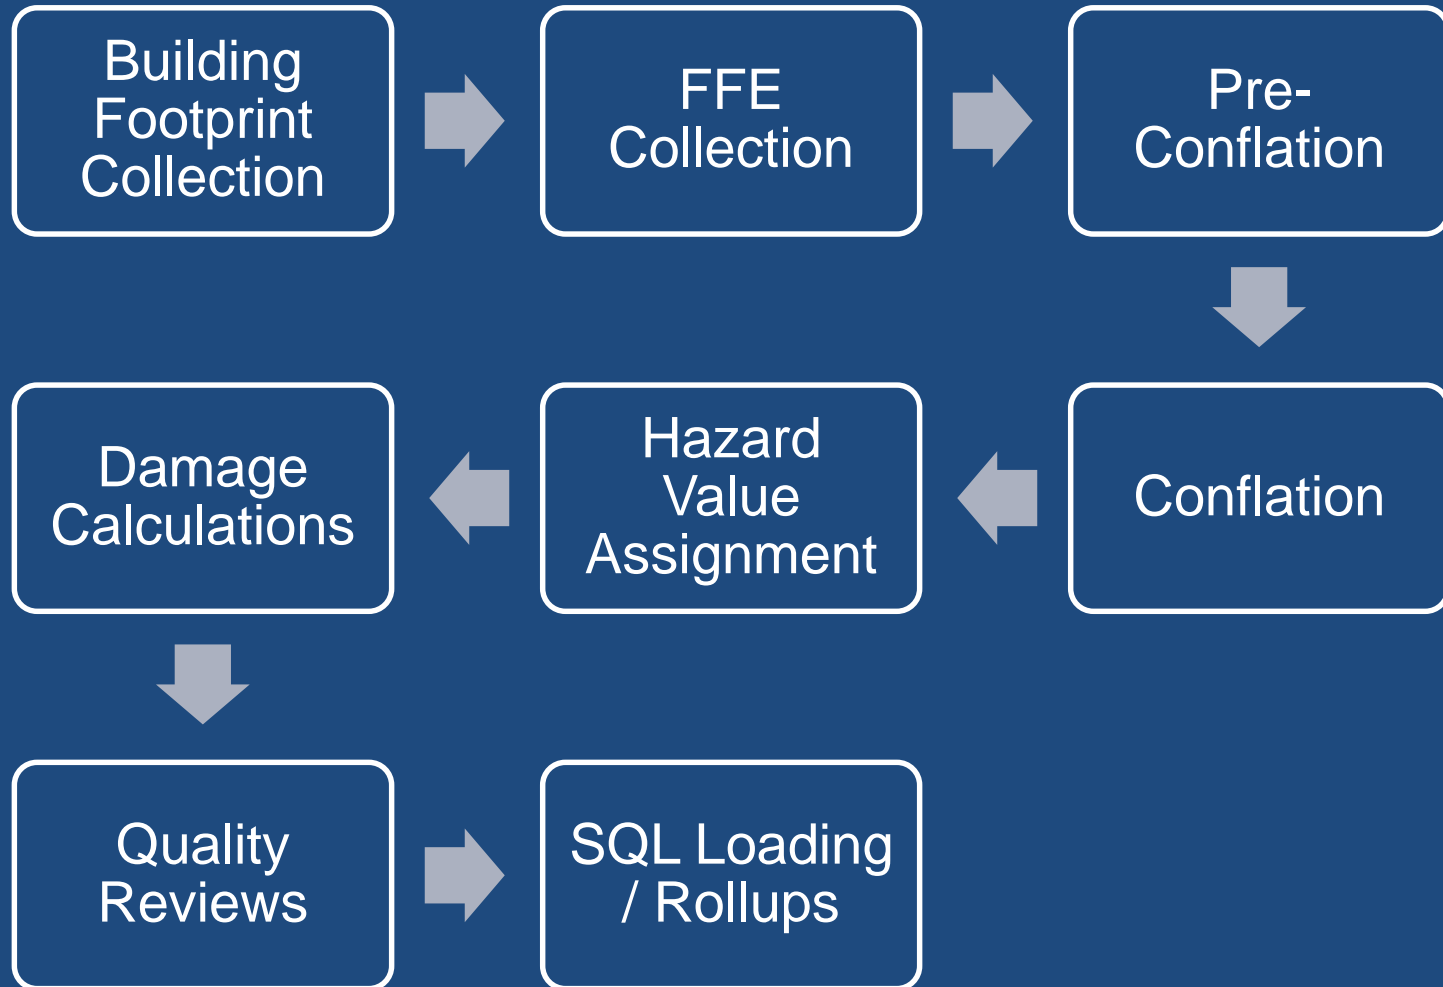 Building
Footprint
Collection
FFE
Collection
Pre-
Conflation
Conflation
Hazard
Value
Assignment
Damage
Calculations
Quality
Reviews
SQL Loading
/ Rollups